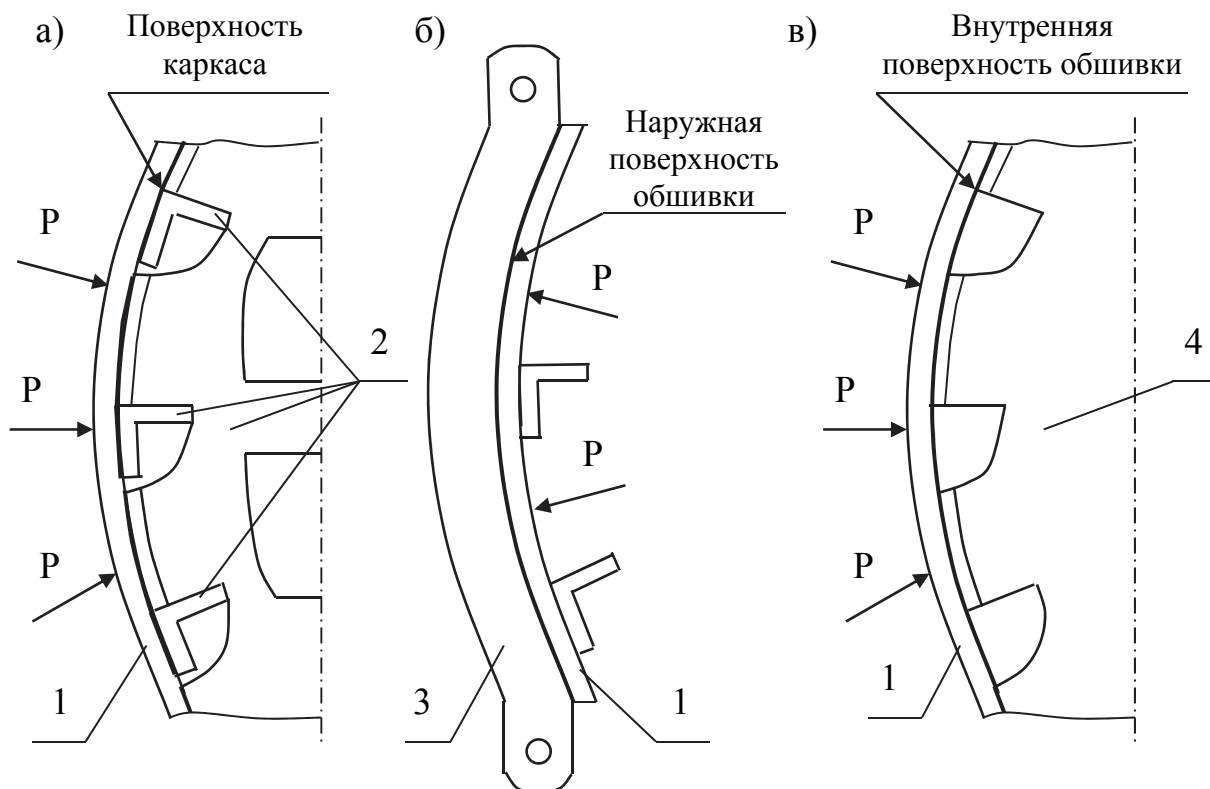 а)
Поверхность
каркаса
P
P
P
2
1
б)
Наружная
поверхность
обшивки
P
P
3
1
в)
Внутренняя
поверхность обшивки
P
P
P
4
1